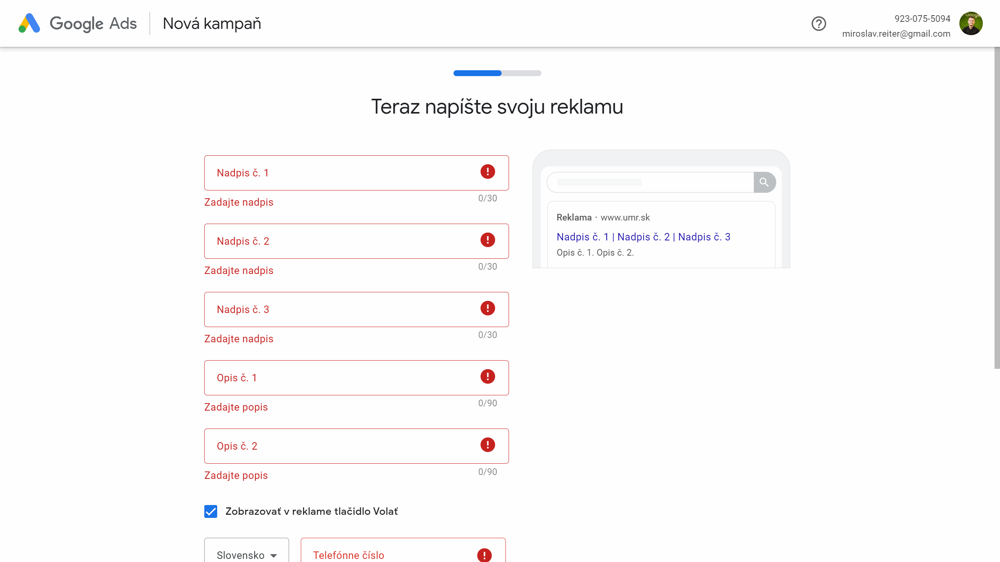 Google Ads Nová kampaň
923-075-5094
miroslav.reiter@gmail.com
Google
Teraz napíšte svoju reklamu
Nadpis č. 1
Zadajte nadpis 0/30
Nadpis č. 2
Zadajte nadpis 0/30
Nadpis č. 3
Zadajte nadpis 0/30
Opis č. 1
Zadajte popis 0/90
Opis č. 2
Zadajte popis 0/90
Zobrazovať v reklame tlačidlo Volať
Slovensko Telefónne číslo
Reklama · www.umr.sk
Nadpis č. 1 | Nadpis č. 2 | Nadpis č. 3
Opis č. 1. Opis č. 2.